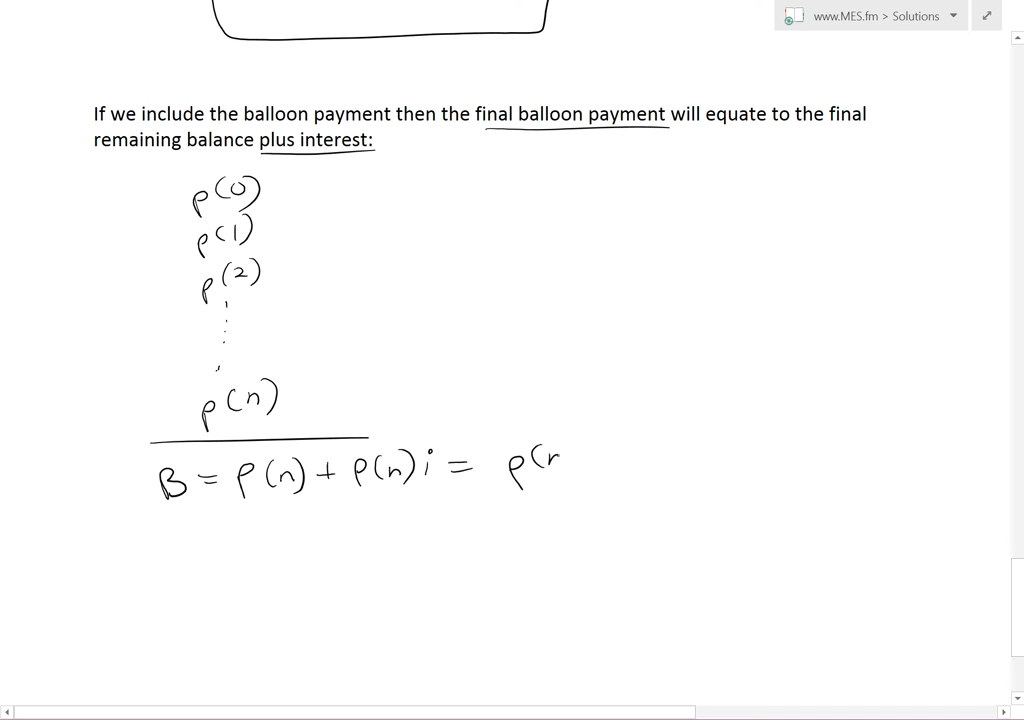 www.MES.fm > Solutions
If we include the balloon payment then the final balloon payment will equate to the final
remaining balance plus interest:
P(0)
P(1)
P(2)
⋮
P(n)
B = P(n) + P(n) i = P(r